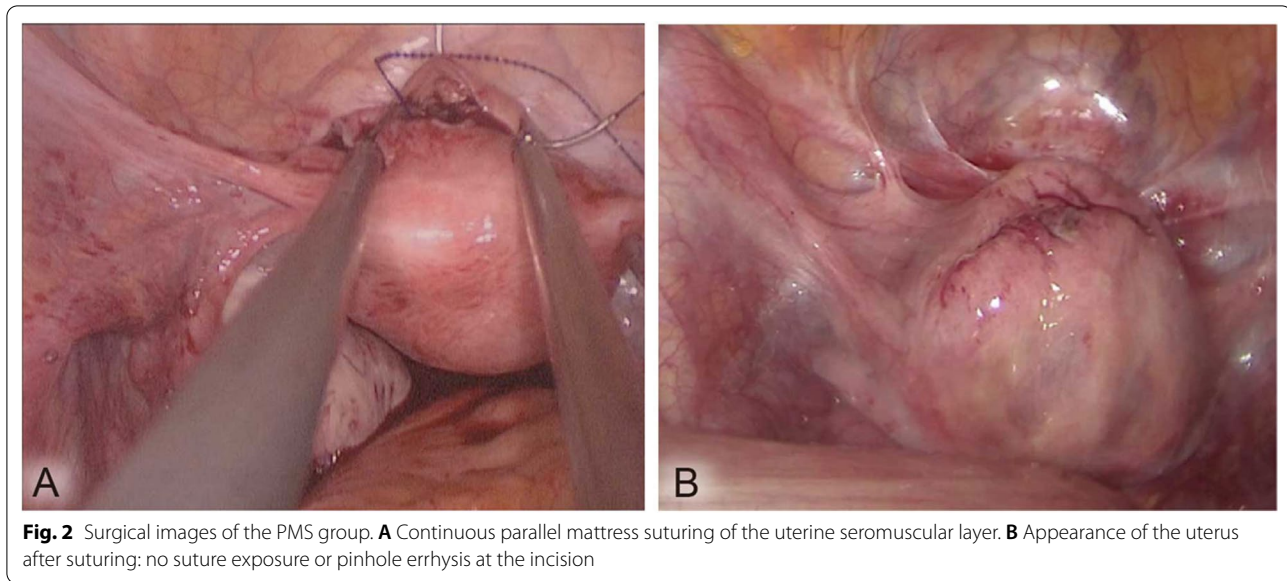 A
B
Fig. 2 Surgical images of the PMS group. A Continuous parallel mattress suturing of the uterine seromuscular layer. B Appearance of the uterus
after suturing: no suture exposure or pinhole errhysis at the incision